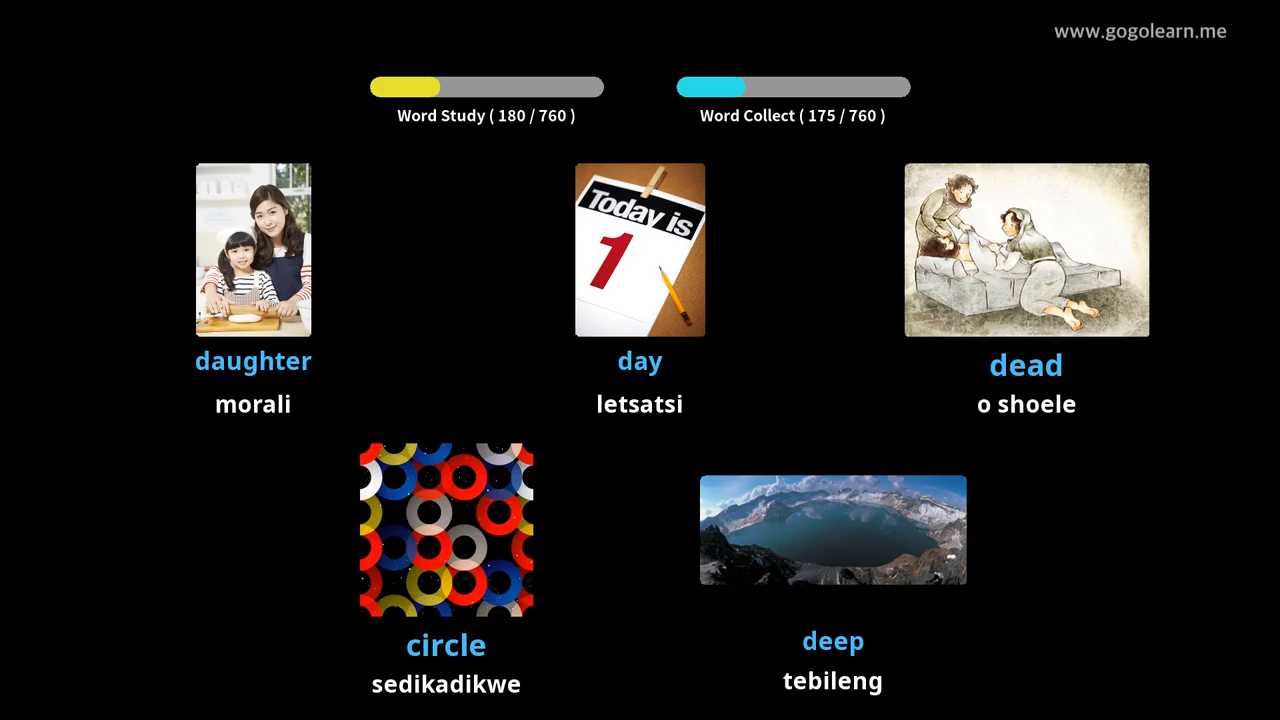 www.gogolearn.me
Word Study ( 180 / 760 )
Word Collect ( 175 / 760 )
Today is
1
daughter
morali
day
letsatsi
dead
o shoele
circle
sedikadikwe
deep
tebileng